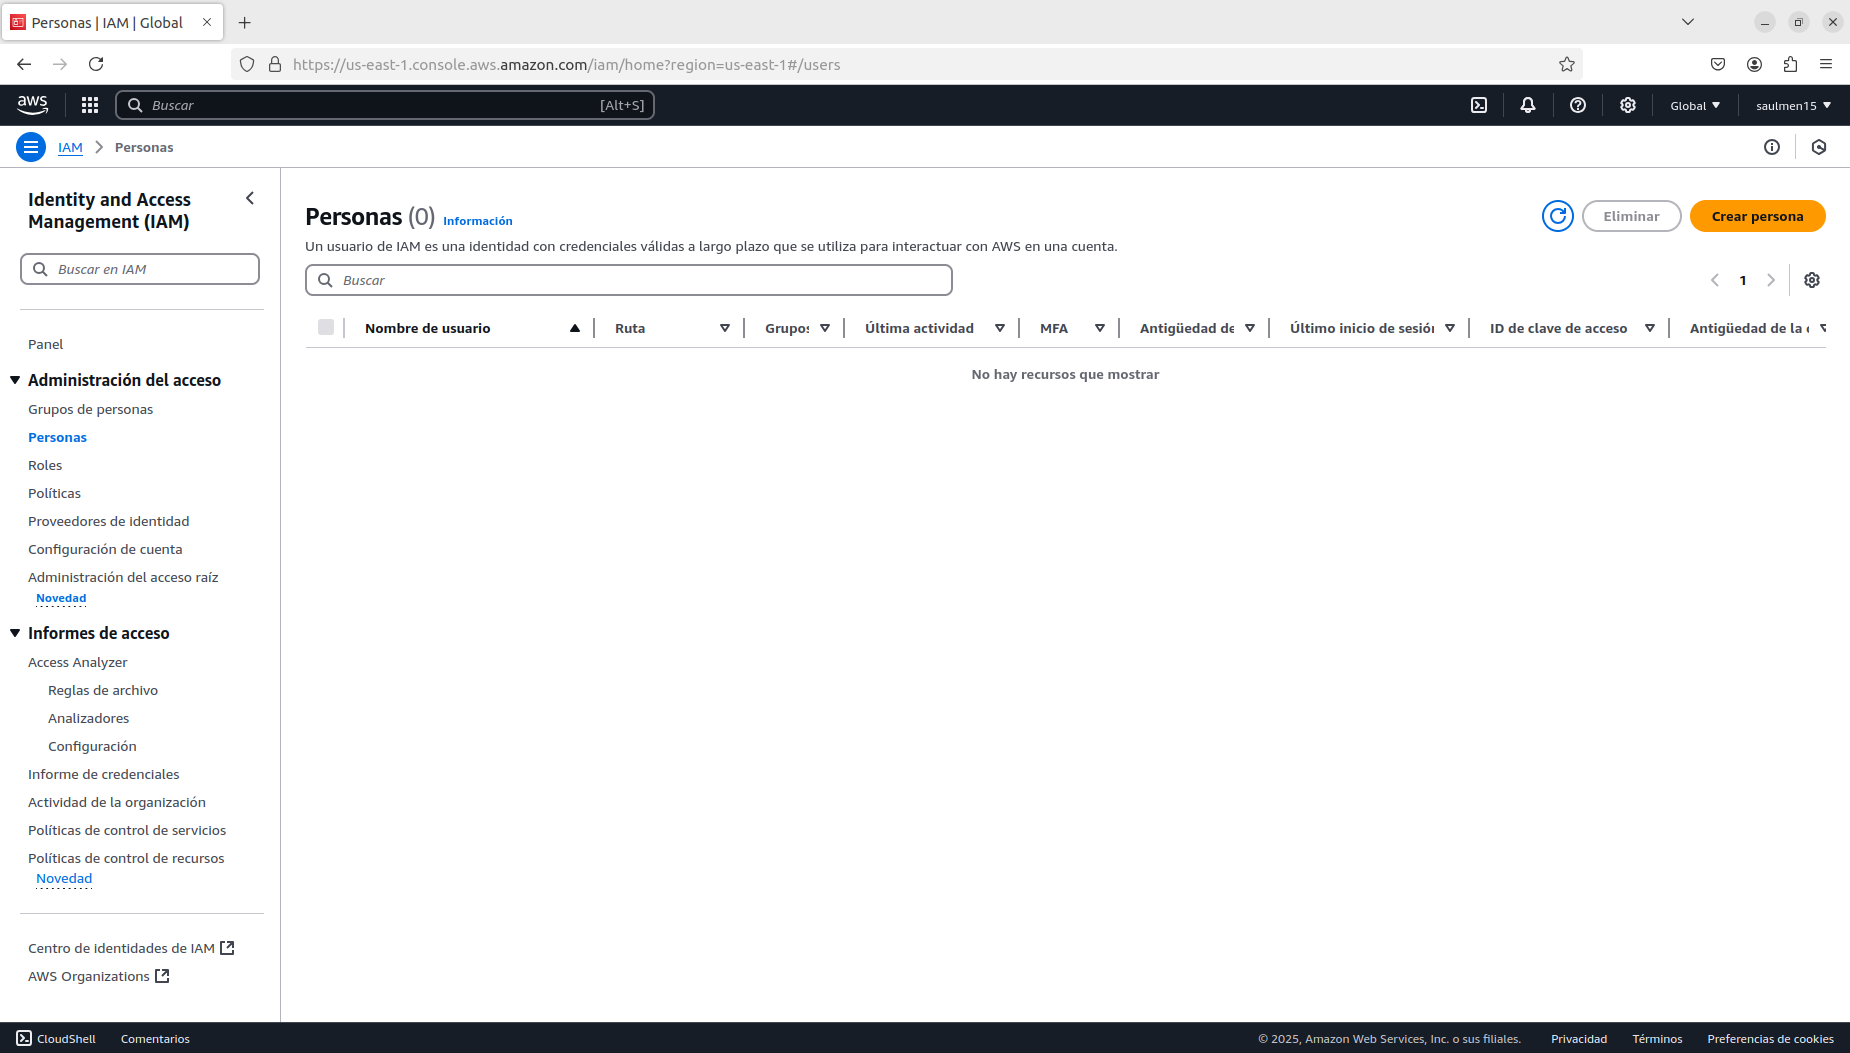 Personas | IAM | Global
https://us-east-1.console.aws.amazon.com/iam/home?region=us-east-1#/users
aws
Buscar
[Alt+S]
Global
saulmen15
IAM
Personas
Identity and Access
Management (IAM)
Buscar en IAM
Panel
Administración del acceso
Grupos de personas
Personas
Roles
Políticas
Proveedores de identidad
Configuración de cuenta
Administración del acceso raíz
Novedad
Informes de acceso
Access Analyzer
Reglas de archivo
Analizadores
Configuración
Informe de credenciales
Actividad de la organización
Políticas de control de servicios
Políticas de control de recursos
Novedad
Centro de identidades de IAM
AWS Organizations
Personas (0) Información
Eliminar
Crear persona
Un usuario de IAM es una identidad con credenciales válidas a largo plazo que se utiliza para interactuar con AWS en una cuenta.
Buscar
1
Nombre de usuario Ruta Grupos Última actividad MFA Antigüedad de Último inicio de sesión ID de clave de acceso Antigüedad de la
No hay recursos que mostrar
CloudShell Comentarios
© 2025, Amazon Web Services, Inc. o sus filiales. Privacidad Términos Preferencias de cookies